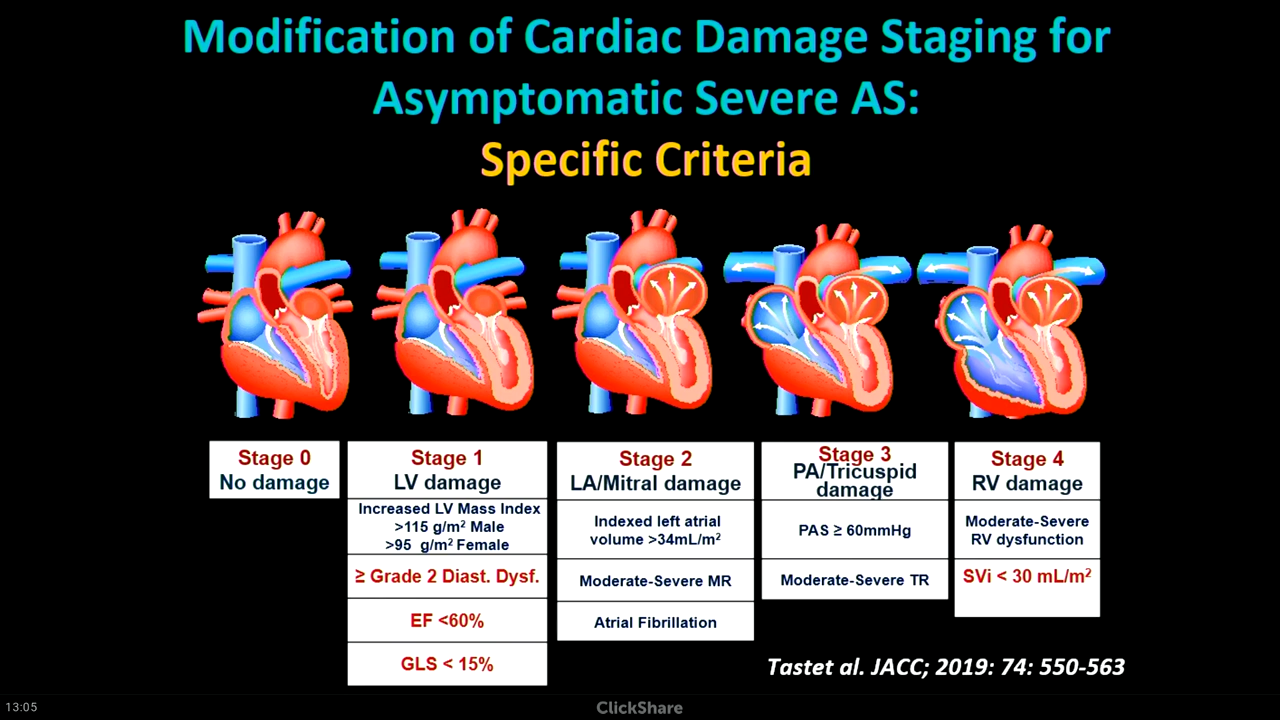 Modification of Cardiac Damage Staging for
Asymptomatic Severe AS:
Specific Criteria
Stage 0
No damage
Stage 1
LV damage
Increased LV Mass Index
>115 g/m² Male
>95 g/m² Female
≥ Grade 2 Diast. Dysf.
EF <60%
GLS < 15%
Stage 2
LA/Mitral damage
Indexed left atrial
volume >34mL/m²
Moderate-Severe MR
Atrial Fibrillation
Stage 3
PA/Tricuspid
damage
PAS ≥ 60mmHg
Moderate-Severe TR
Stage 4
RV damage
Moderate-Severe
RV dysfunction
SVi < 30 mL/m²
Tastet al. JACC; 2019: 74: 550-563
13:05
ClickShare